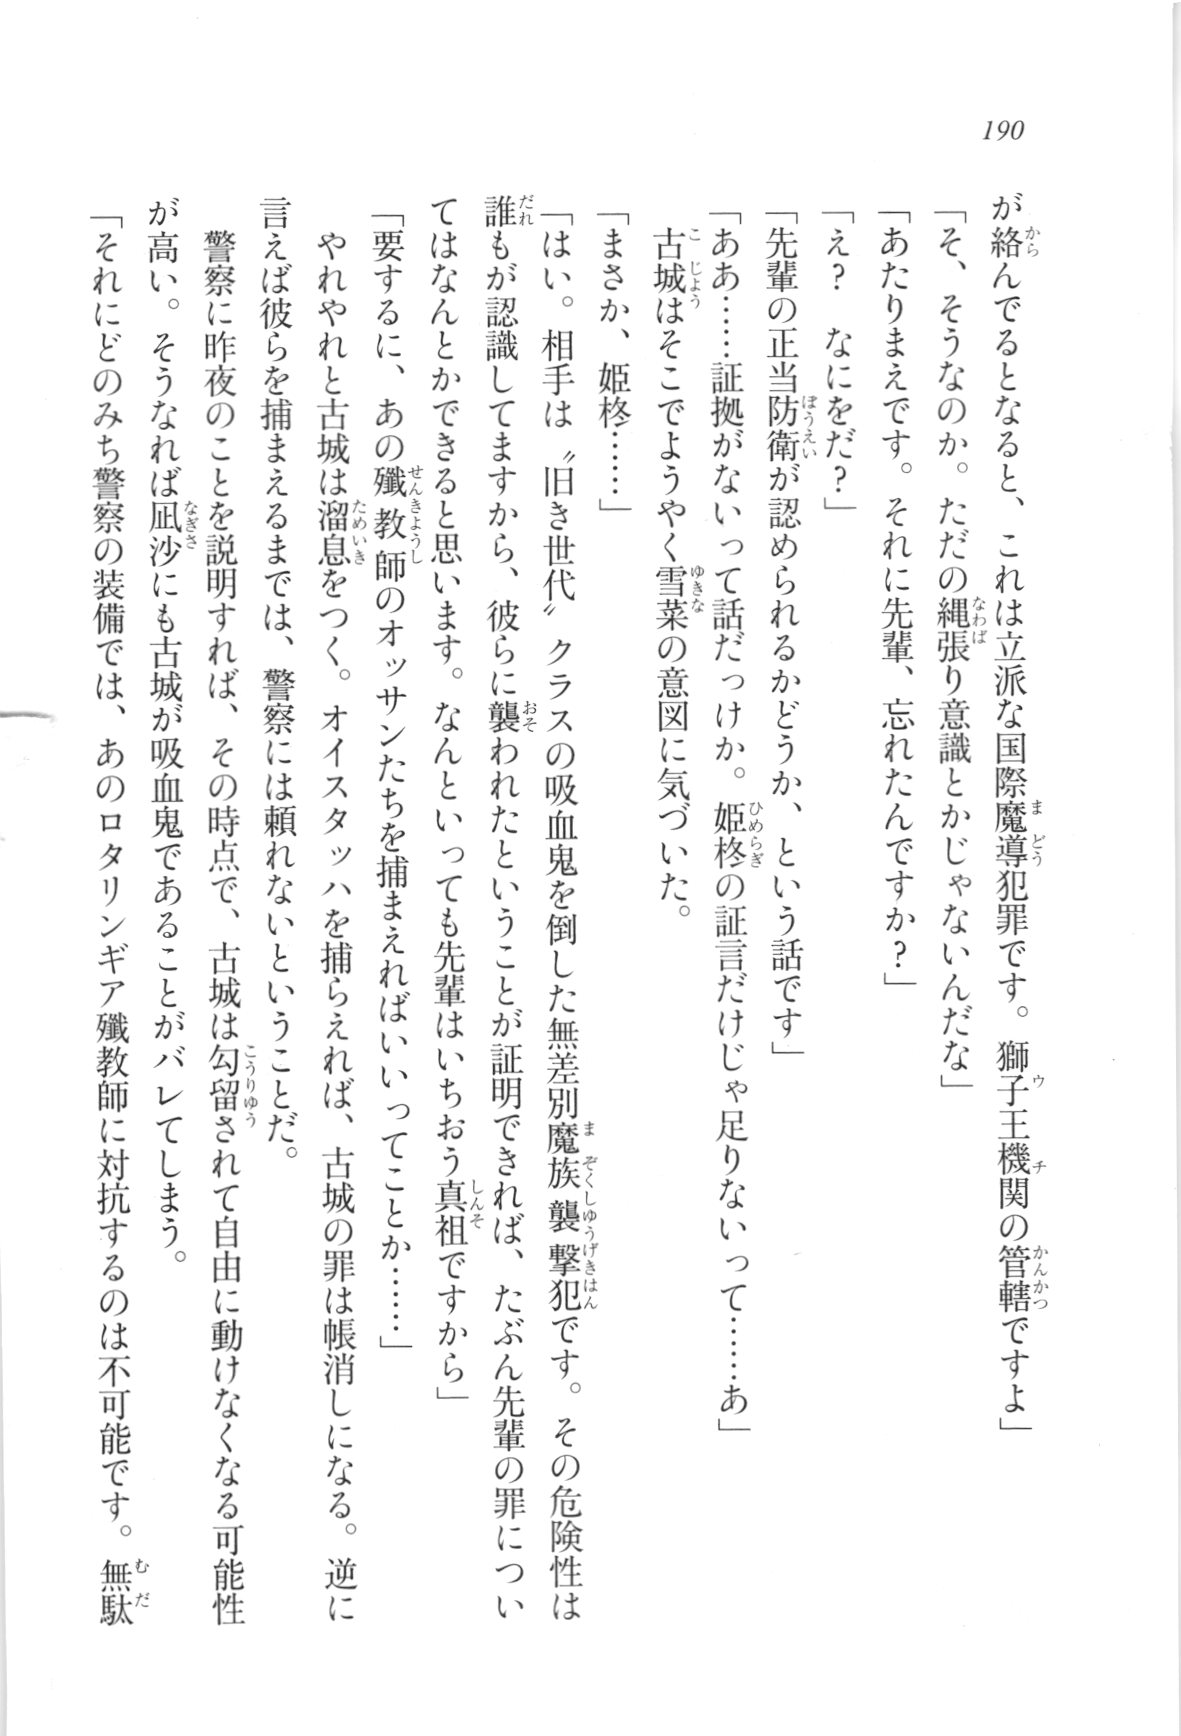 190
が絡んでるとなると、これは立派な国際魔導犯罪です。獅子王機関の管轄ですよ」
「そ、そうなのか。ただの縄張り意識とかじゃないんだな」
「あたりまえです。それに先輩、忘れたんですか？」
「え？　なにをだ？」
「先輩の正当防衛が認められるかどうか、という話です」
「ああ……証拠がないって話だっけか。姫柊の証言だけじゃ足りないって……あ」
　古城はそこでようやく雪菜の意図に気づいた。
「まさか、姫柊……」
「はい。相手は〝旧き世代〟クラスの吸血鬼を倒した無差別魔族襲撃犯です。その危険性は
誰もが認識してますから、彼らに襲われたということが証明できれば、たぶん先輩の罪につい
てはなんとかできると思います。なんといっても先輩はいちおう真祖ですから」
「要するに、あの殲教師のオッサンたちを捕まえればいいってことか……」
　やれやれと古城は溜息をつく。オイスタッハを捕らえれば、古城の罪は帳消しになる。逆に
言えば彼らを捕まえるまでは、警察には頼れないということだ。
　警察に昨夜のことを説明すれば、その時点で、古城は勾留されて自由に動けなくなる可能性
が高い。そうなれば凪沙にも古城が吸血鬼であることがバレてしまう。
「それにどのみち警察の装備では、あのロタリンギア殲教師に対抗するのは不可能です。無駄